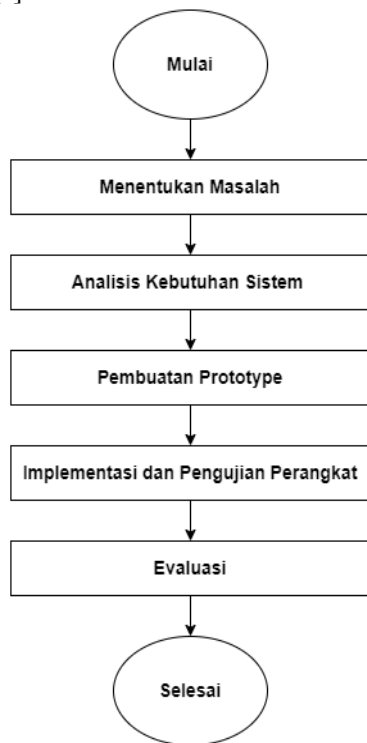 Mulai
Menentukan Masalah
Analisis Kebutuhan Sistem
Pembuatan Prototype
Implementasi dan Pengujian Perangkat
Evaluasi
Selesai